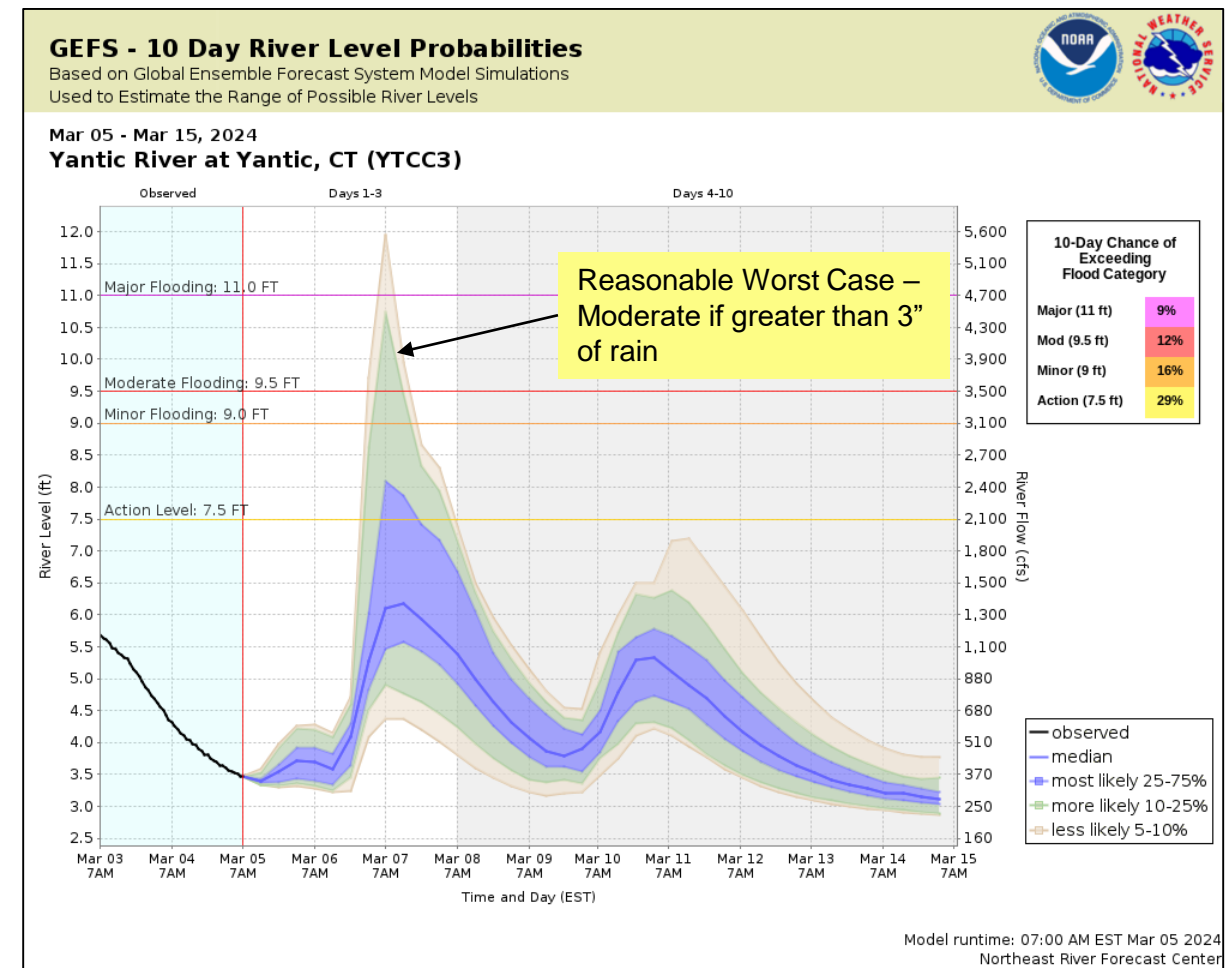 GEFS - 10 Day River Level Probabilities
Based on Global Ensemble Forecast System Model Simulations
Used to Estimate the Range of Possible River Levels
NOAA
NATIONAL WEATHER SERVICE
Mar 05 - Mar 15, 2024
Yantic River at Yantic, CT (YTCC3)
Observed
Days 1-3
Days 4-10
12.0
11.5
11.0
10.5
10.0
9.5
9.0
8.5
8.0
7.5
7.0
6.5
6.0
5.5
5.0
4.5
4.0
3.5
3.0
2.5
River Level (ft)
Major Flooding: 11.0 FT
Moderate Flooding: 9.5 FT
Minor Flooding: 9.0 FT
Action Level: 7.5 FT
Reasonable Worst Case –
Moderate if greater than 3”
of rain
5,600
5,100
4,700
4,300
3,900
3,500
3,100
2,700
2,400
2,100
1,800
1,500
1,300
1,100
880
680
510
370
250
160
River Flow (cfs)
10-Day Chance of
Exceeding
Flood Category
Major (11 ft) 9%
Mod (9.5 ft) 12%
Minor (9 ft) 16%
Action (7.5 ft) 29%
observed
median
most likely 25-75%
more likely 10-25%
less likely 5-10%
Mar 03 Mar 04 Mar 05 Mar 06 Mar 07 Mar 08 Mar 09 Mar 10 Mar 11 Mar 12 Mar 13 Mar 14 Mar 15
7AM 7AM 7AM 7AM 7AM 7AM 7AM 7AM 7AM 7AM 7AM 7AM 7AM
Time and Day (EST)
Model runtime: 07:00 AM EST Mar 05 2024
Northeast River Forecast Center